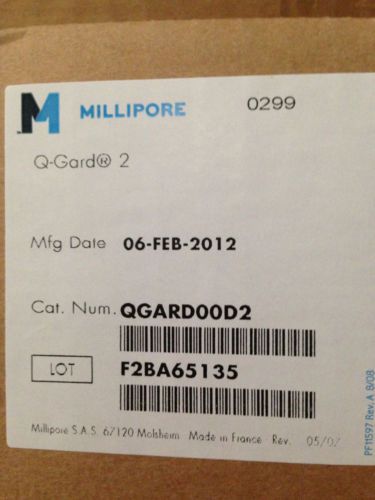 MILLIPORE 0299
Q-Gard® 2
Mfg Date 06-FEB-2012
Cat. Num. QGARD00D2
LOT F2BA65135
Millipore S.A.S. 67120 Molsheim Made in France - Rev. 05/07
PF11597 Rev. A 8/08